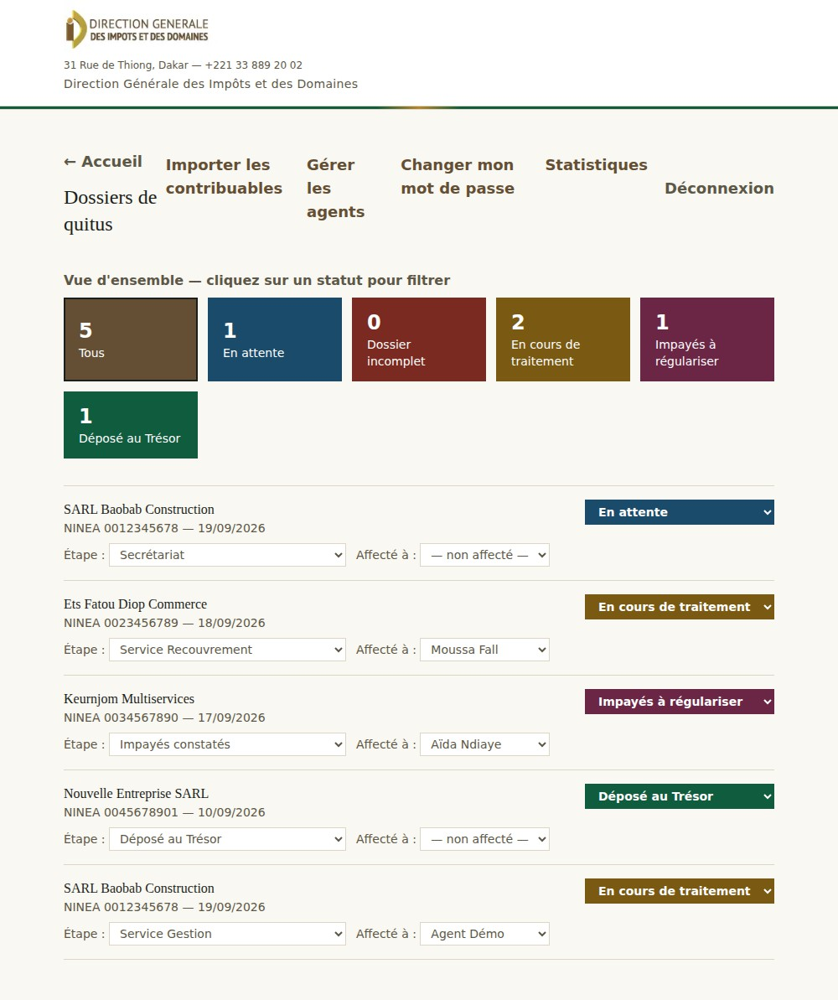 DIRECTION GENERALE
DES IMPOTS ET DES DOMAINES
31 Rue de Thiong, Dakar — +221 33 889 20 02
Direction Générale des Impôts et des Domaines
← Accueil
Dossiers de
quitus
Importer les
contribuables
Gérer
les
agents
Changer mon
mot de passe
Statistiques
Déconnexion
Vue d'ensemble — cliquez sur un statut pour filtrer
5
Tous
1
En attente
0
Dossier
incomplet
2
En cours de
traitement
1
Impayés à
régulariser
1
Déposé au Trésor
SARL Baobab Construction
En attente
NINEA 0012345678 — 19/09/2026
Étape : Secrétariat Affecté à : — non affecté —
Ets Fatou Diop Commerce
En cours de traitement
NINEA 0023456789 — 18/09/2026
Étape : Service Recouvrement Affecté à : Moussa Fall
Keurnjom Multiservices
Impayés à régulariser
NINEA 0034567890 — 17/09/2026
Étape : Impayés constatés Affecté à : Aïda Ndiaye
Nouvelle Entreprise SARL
Déposé au Trésor
NINEA 0045678901 — 10/09/2026
Étape : Déposé au Trésor Affecté à : — non affecté —
SARL Baobab Construction
En cours de traitement
NINEA 0012345678 — 19/09/2026
Étape : Service Gestion Affecté à : Agent Démo